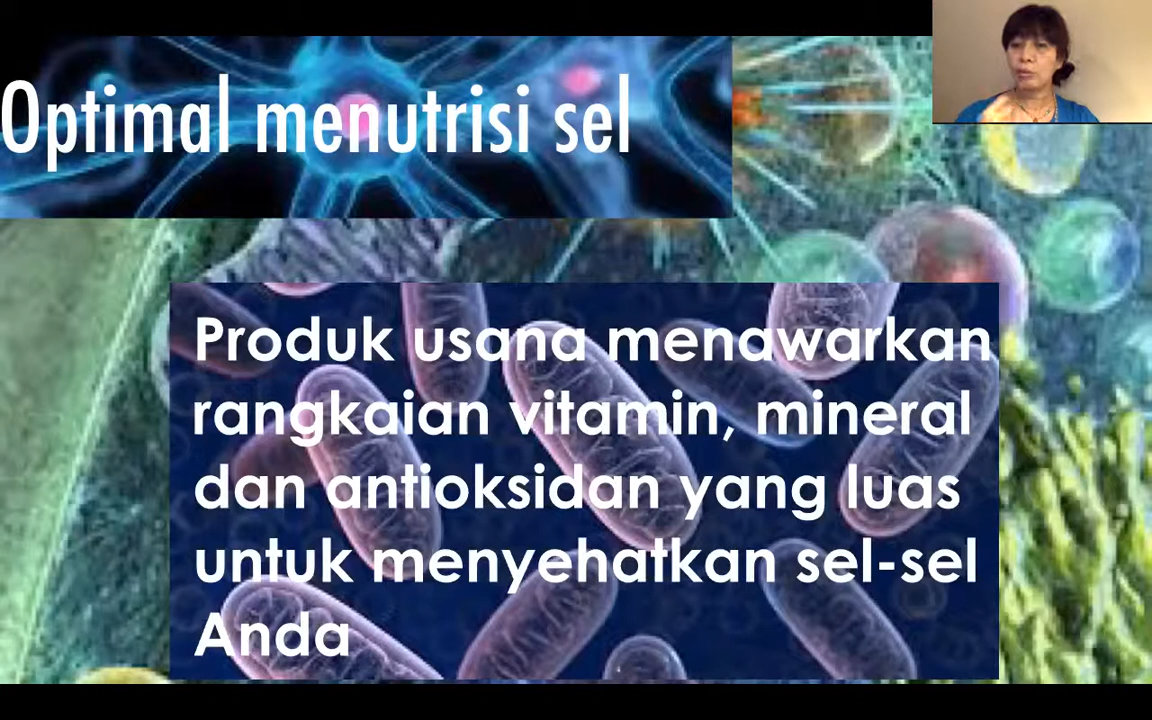 Optimal menutrisi sel
Produk usana menawarkan
rangkaian vitamin, mineral
dan antioksidan yang luas
untuk menyehatkan sel-sel
Anda